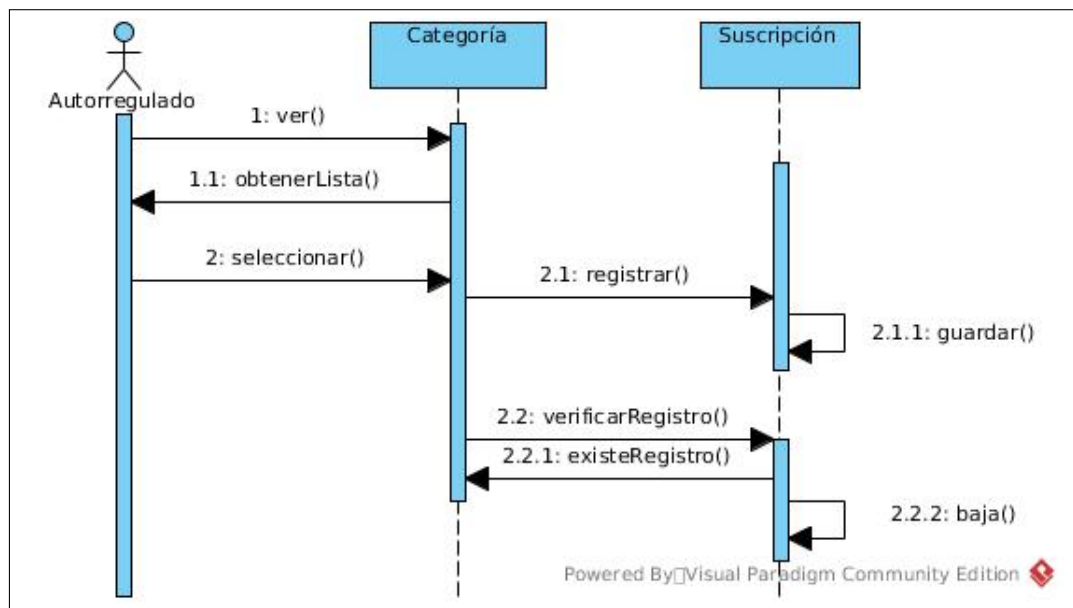 Categoría
Suscripción
Autorregulado
1: ver()
1.1: obtenerLista()
2: seleccionar()
2.1: registrar()
2.1.1: guardar()
2.2: verificarRegistro()
2.2.1: existeRegistro()
2.2.2: baja()
Powered By□Visual Paradigm Community Edition